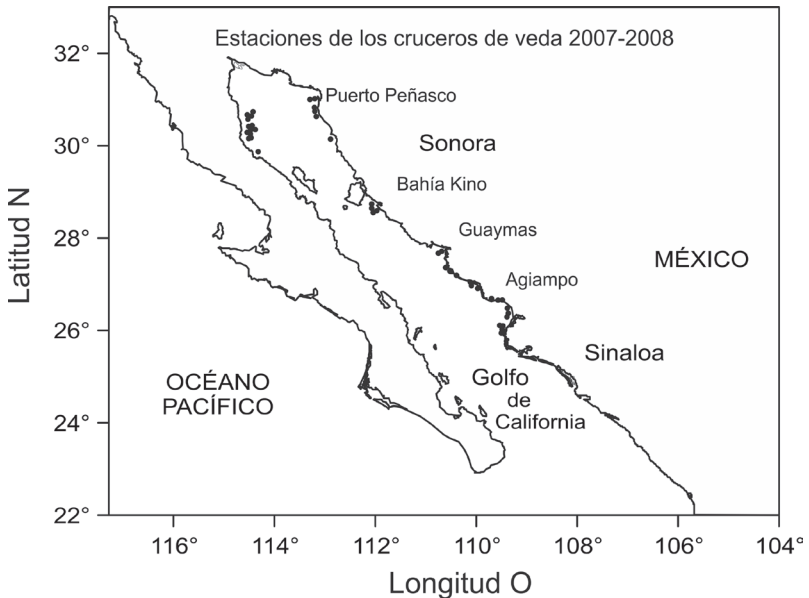 Estaciones de los cruceros de veda 2007-2008
32°
Puerto Peñasco
Sonora
30°
Bahía Kino
Guaymas
28°
MÉXICO
Agiampo
Latitud N
26°
Sinaloa
OCÉANO
PACÍFICO
Golfo
de
California
24°
22°
116°
114°
112°
110°
108°
106°
104°
Longitud O